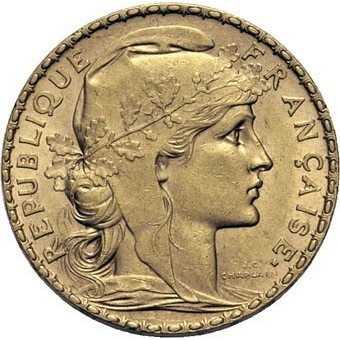 REPUBLIQUE FRANÇAISE.
J.C.
CHAPLAIN